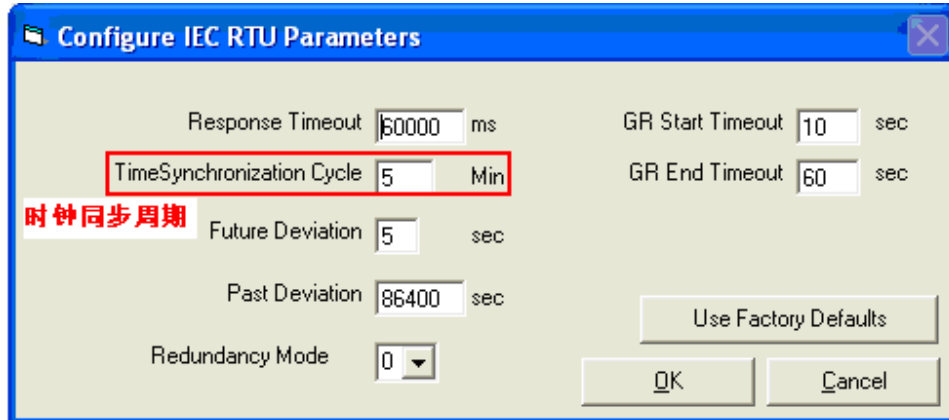 Configure IEC RTU Parameters
Response Timeout 60000 ms
GR Start Timeout 10 sec
TimeSynchronization Cycle 5 Min
GR End Timeout 60 sec
时钟同步周期
Future Deviation 5 sec
Past Deviation 86400 sec
Use Factory Defaults
Redundancy Mode 0
OK
Cancel